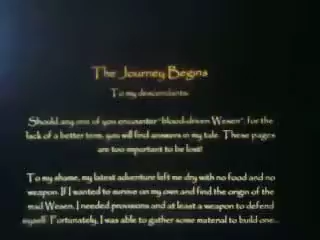 The Journey Begins
To my descendants:
Should any one of you encounter "blood-driven Wesen", for the
lack of a better term, you will find answers in my tale. These pages
are too important to be lost!
To my shame, my latest adventure left me dry with no food and no
weapon. If I wanted to survive on my own and find the origin of the
mad Wesen, I needed provisions and at least a weapon to defend
myself. Fortunately, I was able to gather some material to build one...